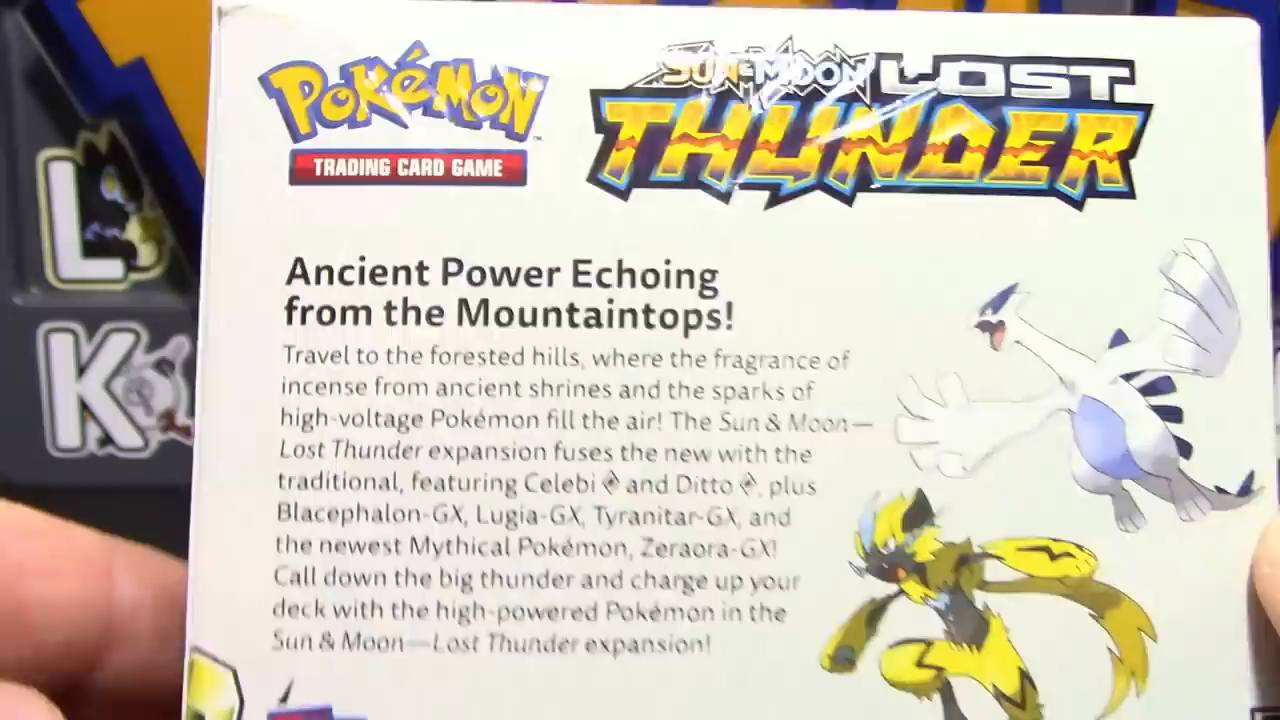 POKéMON
TRADING CARD GAME
SUN & MOON LOST
THUNDER
Ancient Power Echoing
from the Mountaintops!
Travel to the forested hills, where the fragrance of
incense from ancient shrines and the sparks of
high-voltage Pokémon fill the air! The Sun & Moon—
Lost Thunder expansion fuses the new with the
traditional, featuring Celebi and Ditto , plus
Blacephalon-GX, Lugia-GX, Tyranitar-GX, and
the newest Mythical Pokémon, Zeraora-GX!
Call down the big thunder and charge up your
deck with the high-powered Pokémon in the
Sun & Moon—Lost Thunder expansion!
L
K